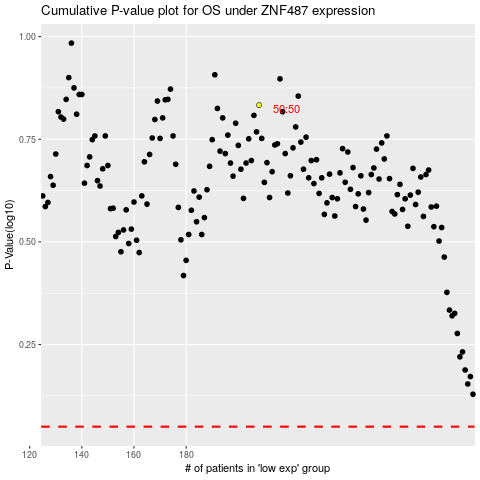 Cumulative P-value plot for OS under ZNF487 expression
1.00
0.75
0.50
0.25
P-Value(log10)
50:50
120 140 160 180
# of patients in 'low exp' group